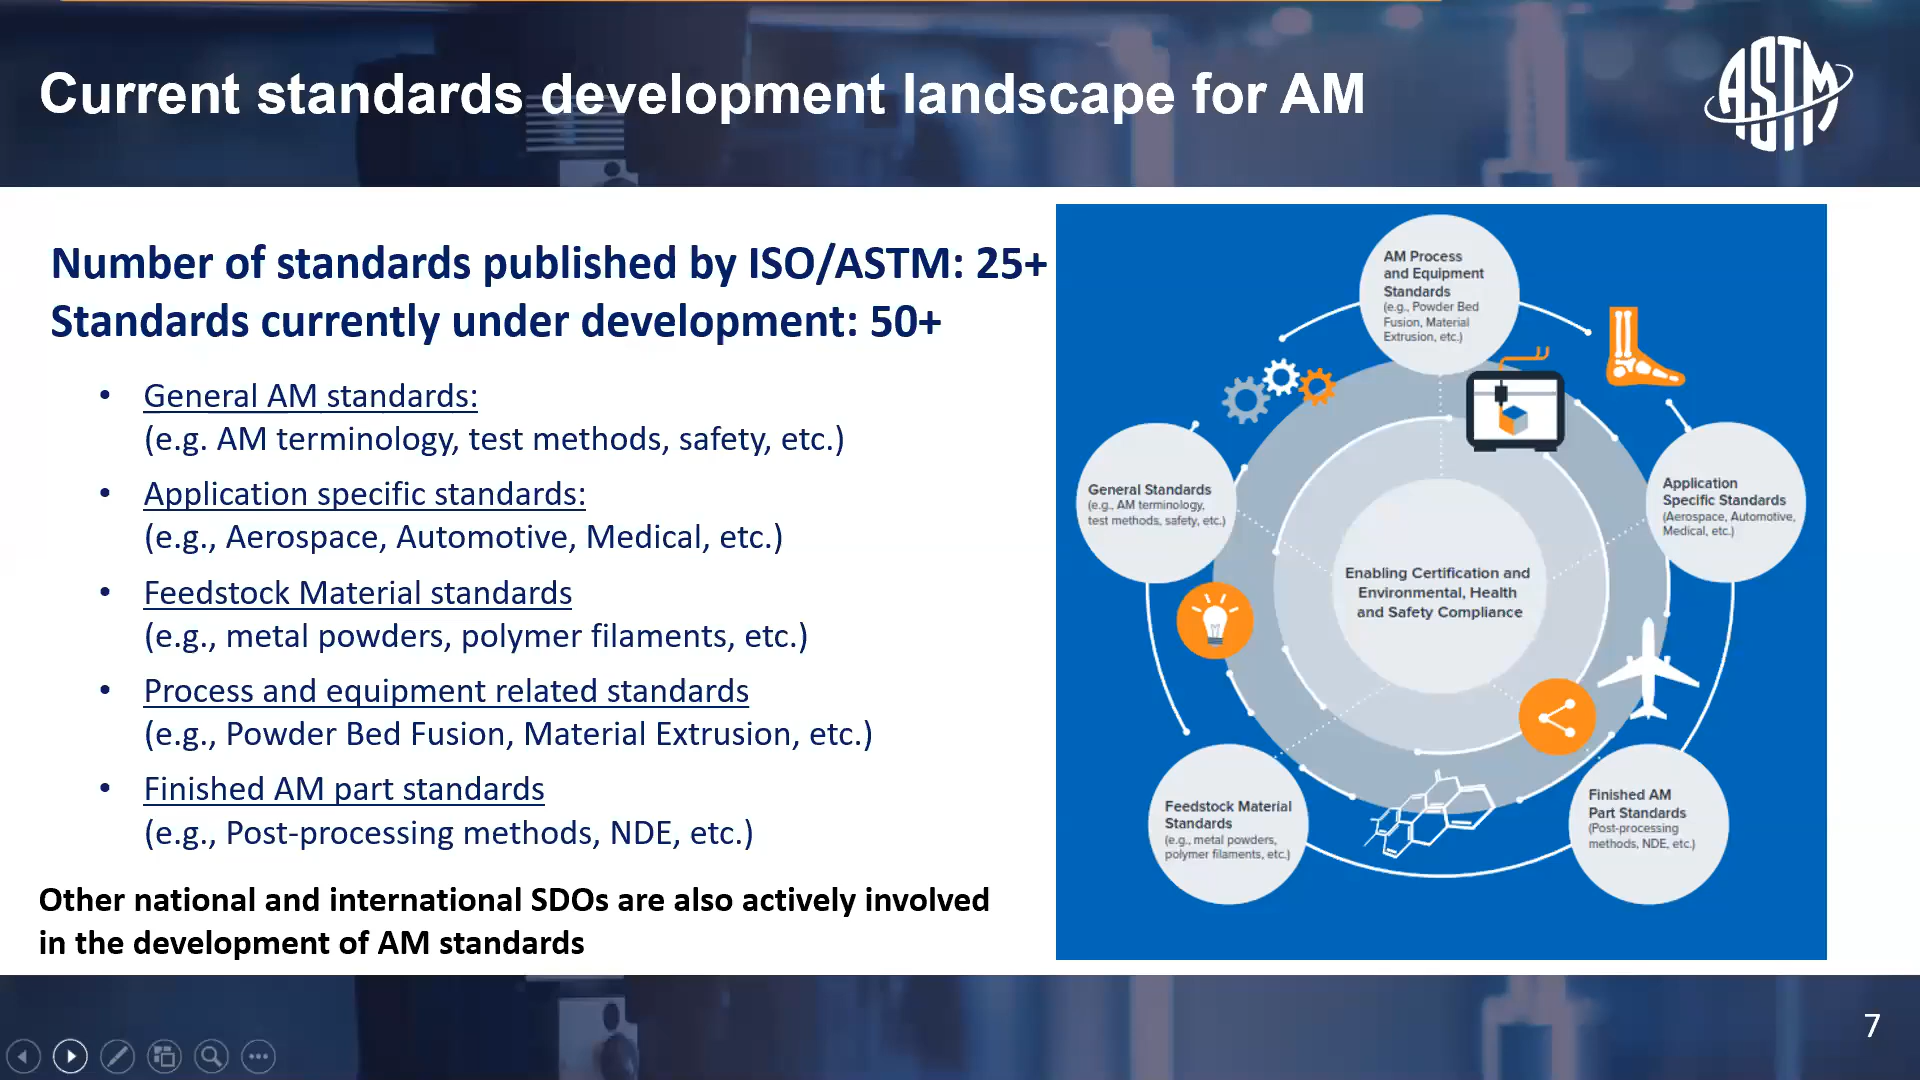 Current standards development landscape for AM
ASTM
Number of standards published by ISO/ASTM: 25+
Standards currently under development: 50+
• General AM standards:
(e.g. AM terminology, test methods, safety, etc.)
• Application specific standards:
(e.g., Aerospace, Automotive, Medical, etc.)
• Feedstock Material standards
(e.g., metal powders, polymer filaments, etc.)
• Process and equipment related standards
(e.g., Powder Bed Fusion, Material Extrusion, etc.)
• Finished AM part standards
(e.g., Post-processing methods, NDE, etc.)
Other national and international SDOs are also actively involved
in the development of AM standards
AM Process
and Equipment
Standards
(e.g., Powder Bed
Fusion, Material
Extrusion, etc.)
General Standards
(e.g., AM terminology,
test methods, safety, etc.)
Application
Specific Standards
(Aerospace, Automotive,
Medical, etc.)
Enabling Certification and
Environmental, Health
and Safety Compliance
Feedstock Material
Standards
(e.g., metal powders,
polymer filaments, etc.)
Finished AM
Part Standards
(Post-processing
methods, NDE, etc.)
7